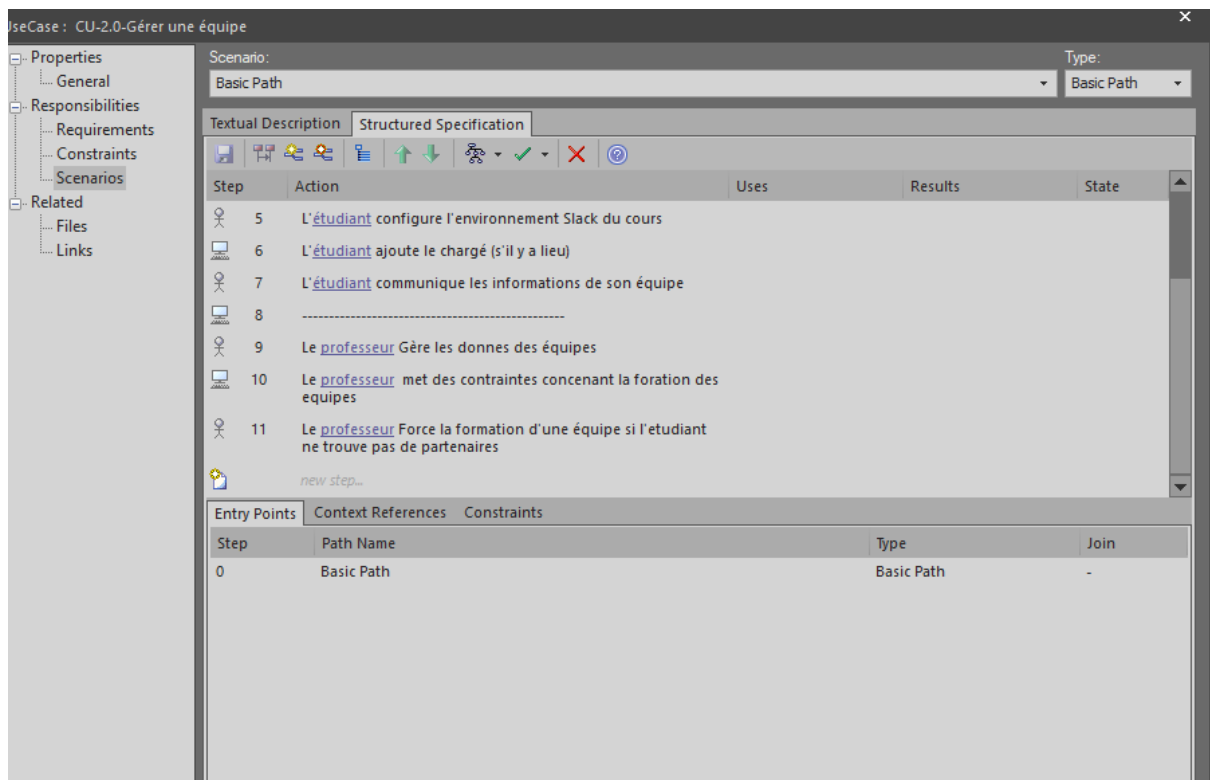 UseCase : CU-2.0-Gérer une équipe
Properties
General
Responsibilities
Requirements
Constraints
Scenarios
Related
Files
Links
Scenario: Type:
Basic Path Basic Path
Textual Description Structured Specification
Step Action Uses Results State
5 L'étudiant configure l'environnement Slack du cours
6 L'étudiant ajoute le chargé (s'il y a lieu)
7 L'étudiant communique les informations de son équipe
8 -------------------------------------------------
9 Le professeur Gère les donnes des équipes
10 Le professeur met des contraintes concenant la foration des
equipes
11 Le professeur Force la formation d'une équipe si l'etudiant
ne trouve pas de partenaires
new step...
Entry Points Context References Constraints
Step Path Name Type Join
0 Basic Path Basic Path -